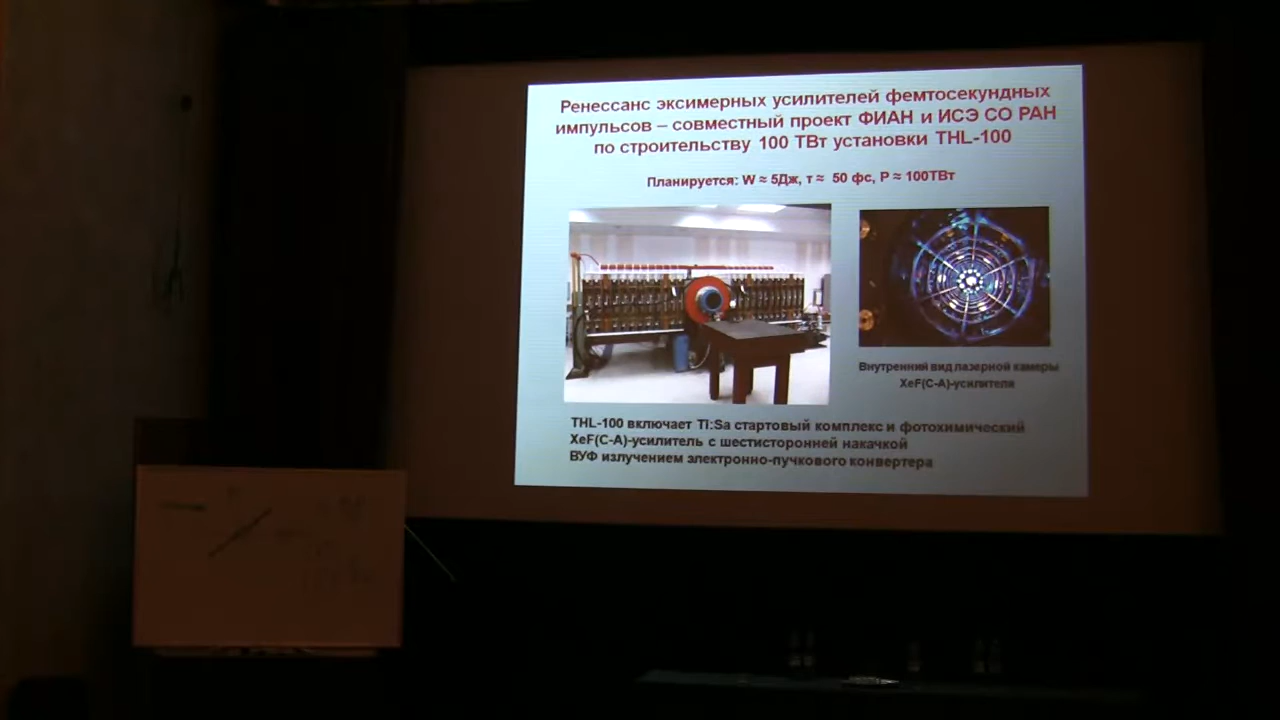 Ренессанс эксимерных усилителей фемтосекундных
импульсов – совместный проект ФИАН и ИСЭ СО РАН
по строительству 100 ТВт установки THL-100
Планируется: W ≈ 5Дж, τ ≈ 50 фс, P ≈ 100ТВт
Внутренний вид лазерной камеры
XeF(C-A)-усилителя
THL-100 включает TI:Sa стартовый комплекс и фотохимический
XeF(C-A)-усилитель с шестисторонней накачкой
ВУФ излучением электронно-пучкового конвертера